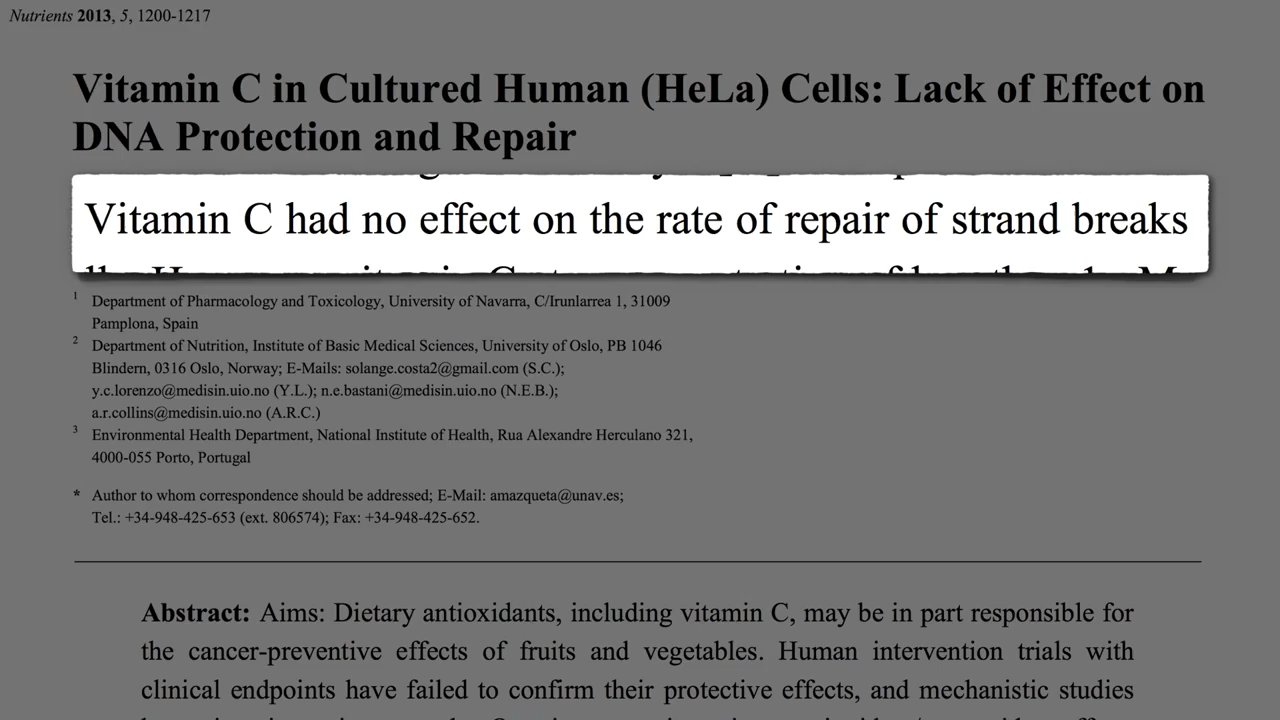 Nutrients 2013, 5, 1200-1217
Vitamin C in Cultured Human (HeLa) Cells: Lack of Effect on
DNA Protection and Repair
Vitamin C had no effect on the rate of repair of strand breaks
1 Department of Pharmacology and Toxicology, University of Navarra, C/Irunlarrea 1, 31009
Pamplona, Spain
2 Department of Nutrition, Institute of Basic Medical Sciences, University of Oslo, PB 1046
Blindern, 0316 Oslo, Norway; E-Mails: solange.costa2@gmail.com (S.C.);
y.c.lorenzo@medisin.uio.no (Y.L.); n.e.bastani@medisin.uio.no (N.E.B.);
a.r.collins@medisin.uio.no (A.R.C.)
3 Environmental Health Department, National Institute of Health, Rua Alexandre Herculano 321,
4000-055 Porto, Portugal
* Author to whom correspondence should be addressed; E-Mail: amazqueta@unav.es;
Tel.: +34-948-425-653 (ext. 806574); Fax: +34-948-425-652.
Abstract: Aims: Dietary antioxidants, including vitamin C, may be in part responsible for
the cancer-preventive effects of fruits and vegetables. Human intervention trials with
clinical endpoints have failed to confirm their protective effects, and mechanistic studies